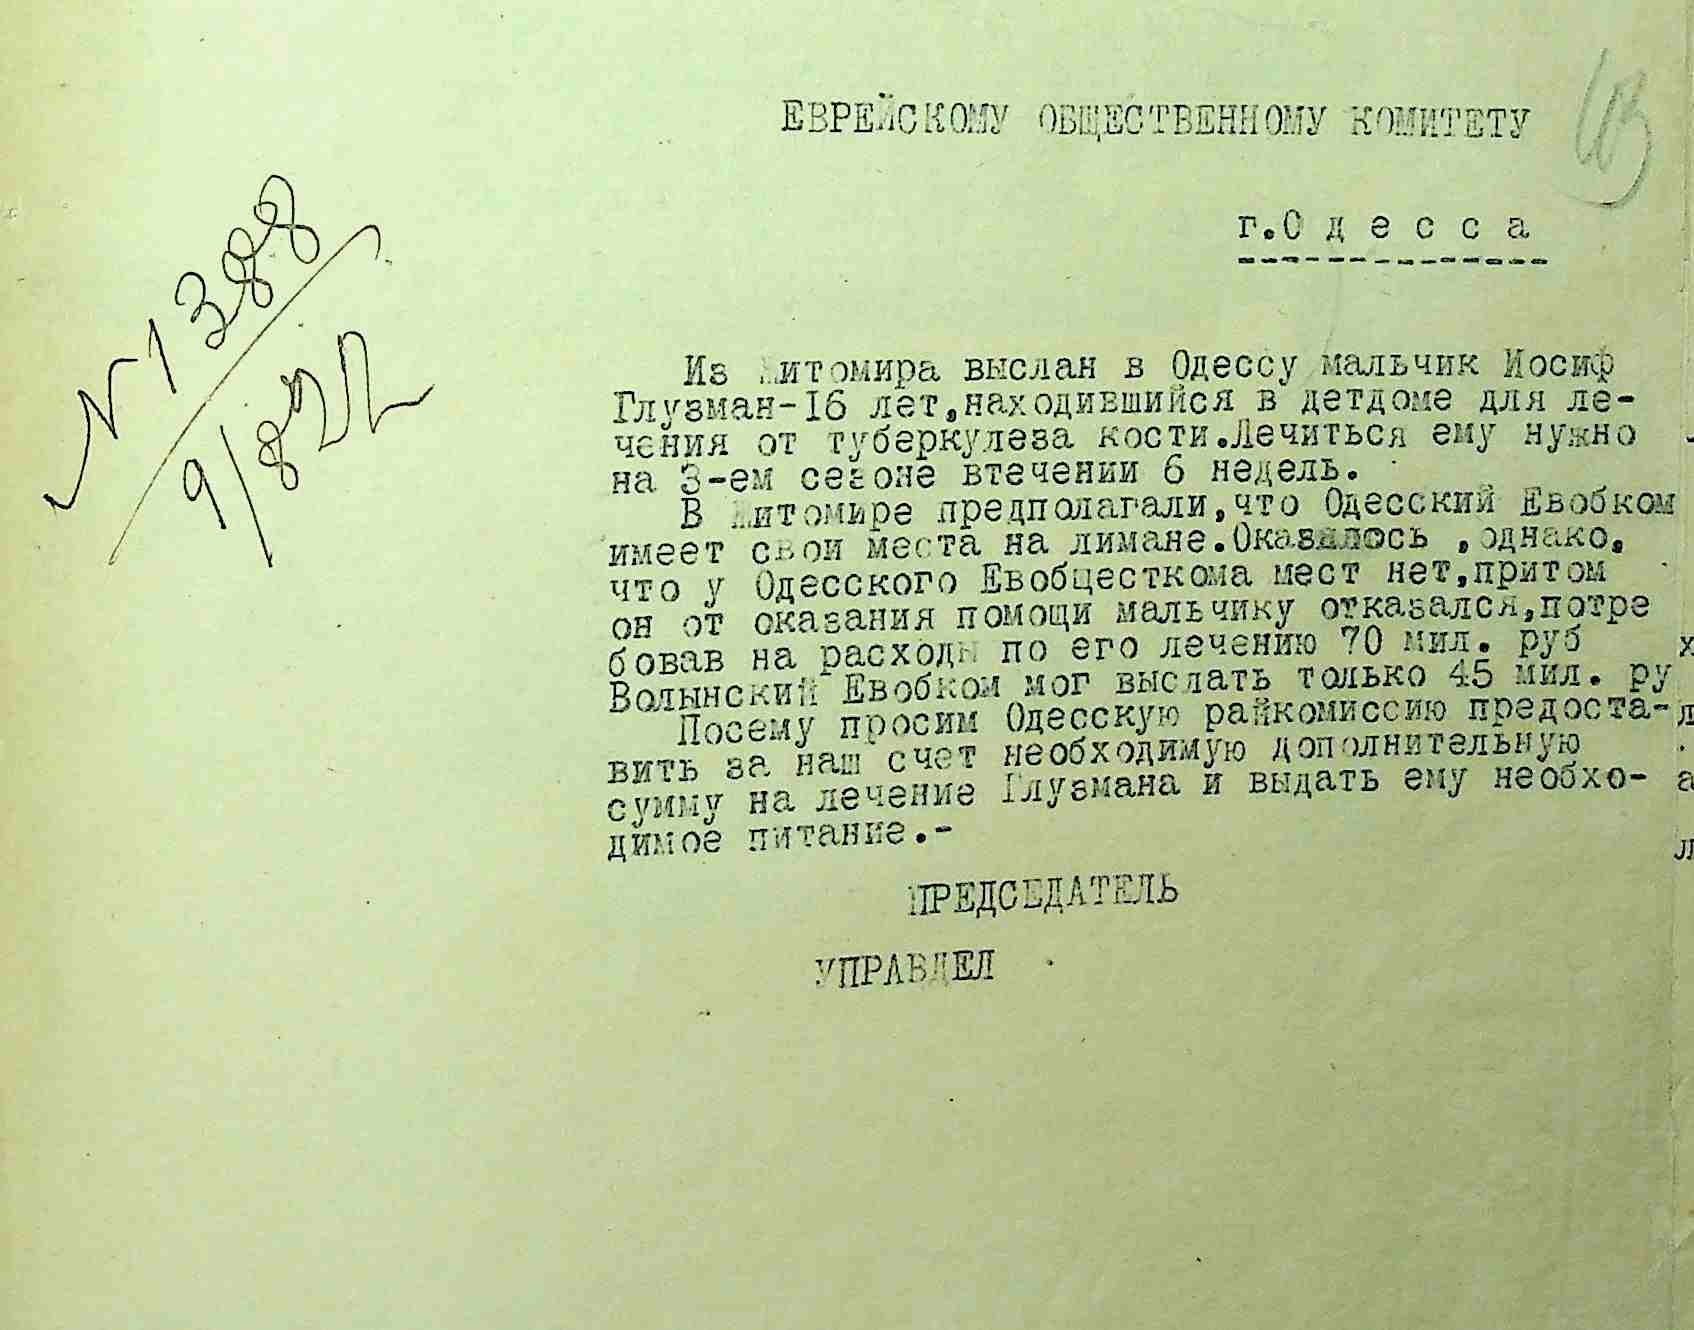 103
ЕВРЕЙСКОМУ ОБЩЕСТВЕННОМУ КОМИТЕТУ
г.О д е с с а
N 1388
9/8 22
Из Житомира выслан в Одессу мальчик Иосиф
Глузман-16 лет,находившийся в детдоме для ле-
чения от туберкулеза кости.Лечиться ему нужно
на 3-ем сезоне втечении 6 недель.
В Житомире предполагали,что Одесский Евобком
имеет свои места на лимане.Оказалось ,однако,
что у Одесского Евобцесткома мест нет,притом
он от оказания помощи мальчику отказался,потре
бовав на расходы по его лечению 70 мил. руб
Волынский Евобком мог выслать только 45 мил. ру
Посему просим Одесскую райкомиссию предоста-
вить за наш счет необходимую дополнительную
сумму на лечение Глузмана и выдать ему необхо-
димое питание.-
ПРЕДСЕДАТЕЛЬ
УПРАВДЕЛ